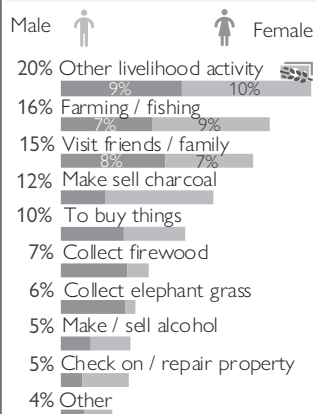 Male Female
20% Other livelihood activity
9% 10%
16% Farming / fishing
7% 9%
15% Visit friends / family
8% 7%
12% Make sell charcoal
10% To buy things
7% Collect firewood
6% Collect elephant grass
5% Make / sell alcohol
5% Check on / repair property
4% Other